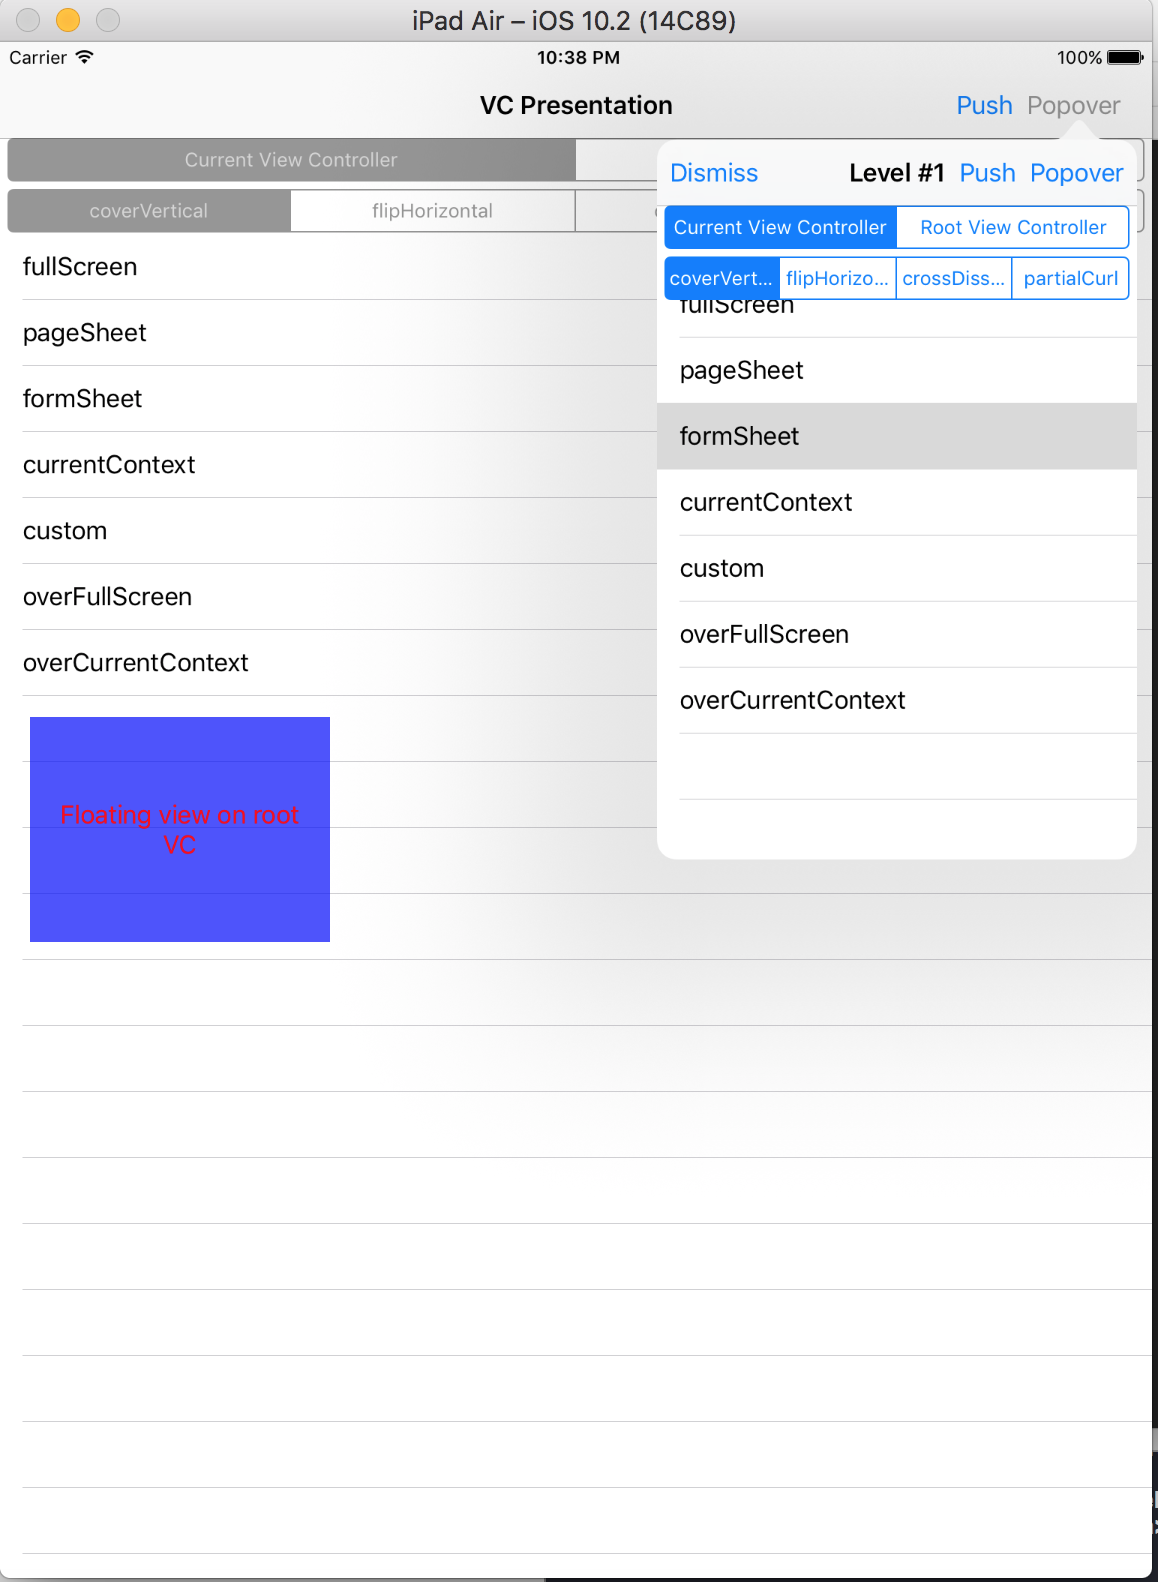 iPad Air – iOS 10.2 (14C89)
Carrier 10:38 PM 100%
VC Presentation Push Popover
Current View Controller
coverVertical flipHorizontal
fullScreen
pageSheet
formSheet
currentContext
custom
overFullScreen
overCurrentContext
Floating view on root
VC
Dismiss Level #1 Push Popover
Current View Controller Root View Controller
coverVert... flipHorizo... crossDiss... partialCurl
fullScreen
pageSheet
formSheet
currentContext
custom
overFullScreen
overCurrentContext